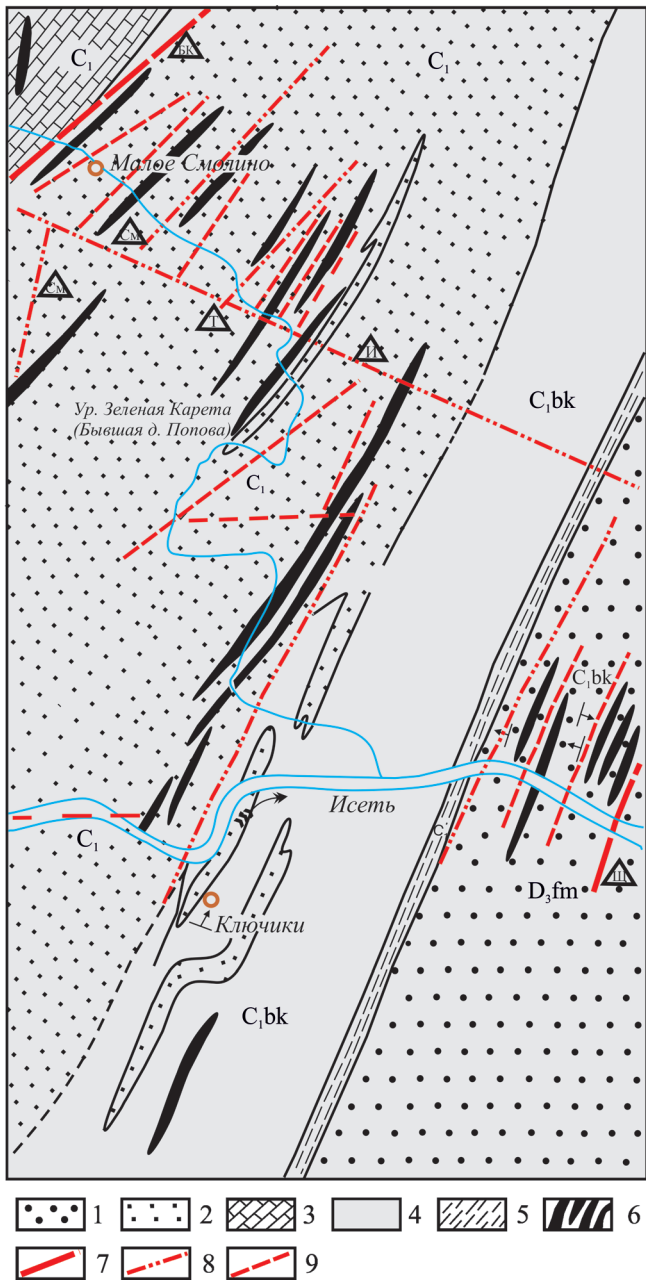 C₁
БК
C₁
Малое Смолино
См
См
Т
И
Ур. Зеленая Карета
(Бывшая д. Попова)
C₁bk
C₁
C₁bk
Исеть
C₁
С
Щ
D₃fm
Ключики
C₁bk
1 2 3 4 5 6
7 8 9